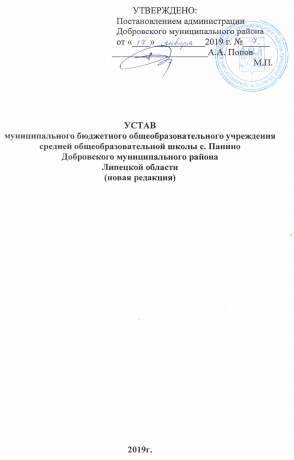 УТВЕРЖДЕНО:
Постановлением администрации
Добровского муниципального района
от « 17 » января 2019 г. №
А.А. Попов
М.П.
УСТАВ
муниципального бюджетного общеобразовательного учреждения
средней общеобразовательной школы с. Панино
Добровского муниципального района
Липецкой области
(новая редакция)
2019г.